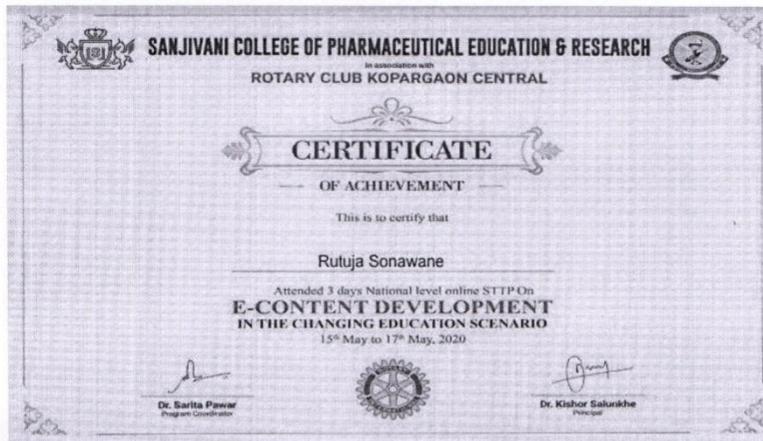 SANJIVANI COLLEGE OF PHARMACEUTICAL EDUCATION & RESEARCH
In association with
ROTARY CLUB KOPARGAON CENTRAL
CERTIFICATE
OF ACHIEVEMENT
This is to certify that
Rutuja Sonawane
Attended 3 days National level online STTP On
E-CONTENT DEVELOPMENT
IN THE CHANGING EDUCATION SCENARIO
15th May to 17th May, 2020
Dr. Sarita Pawar
Program Coordinator
Dr. Kishor Salunkhe
Principal